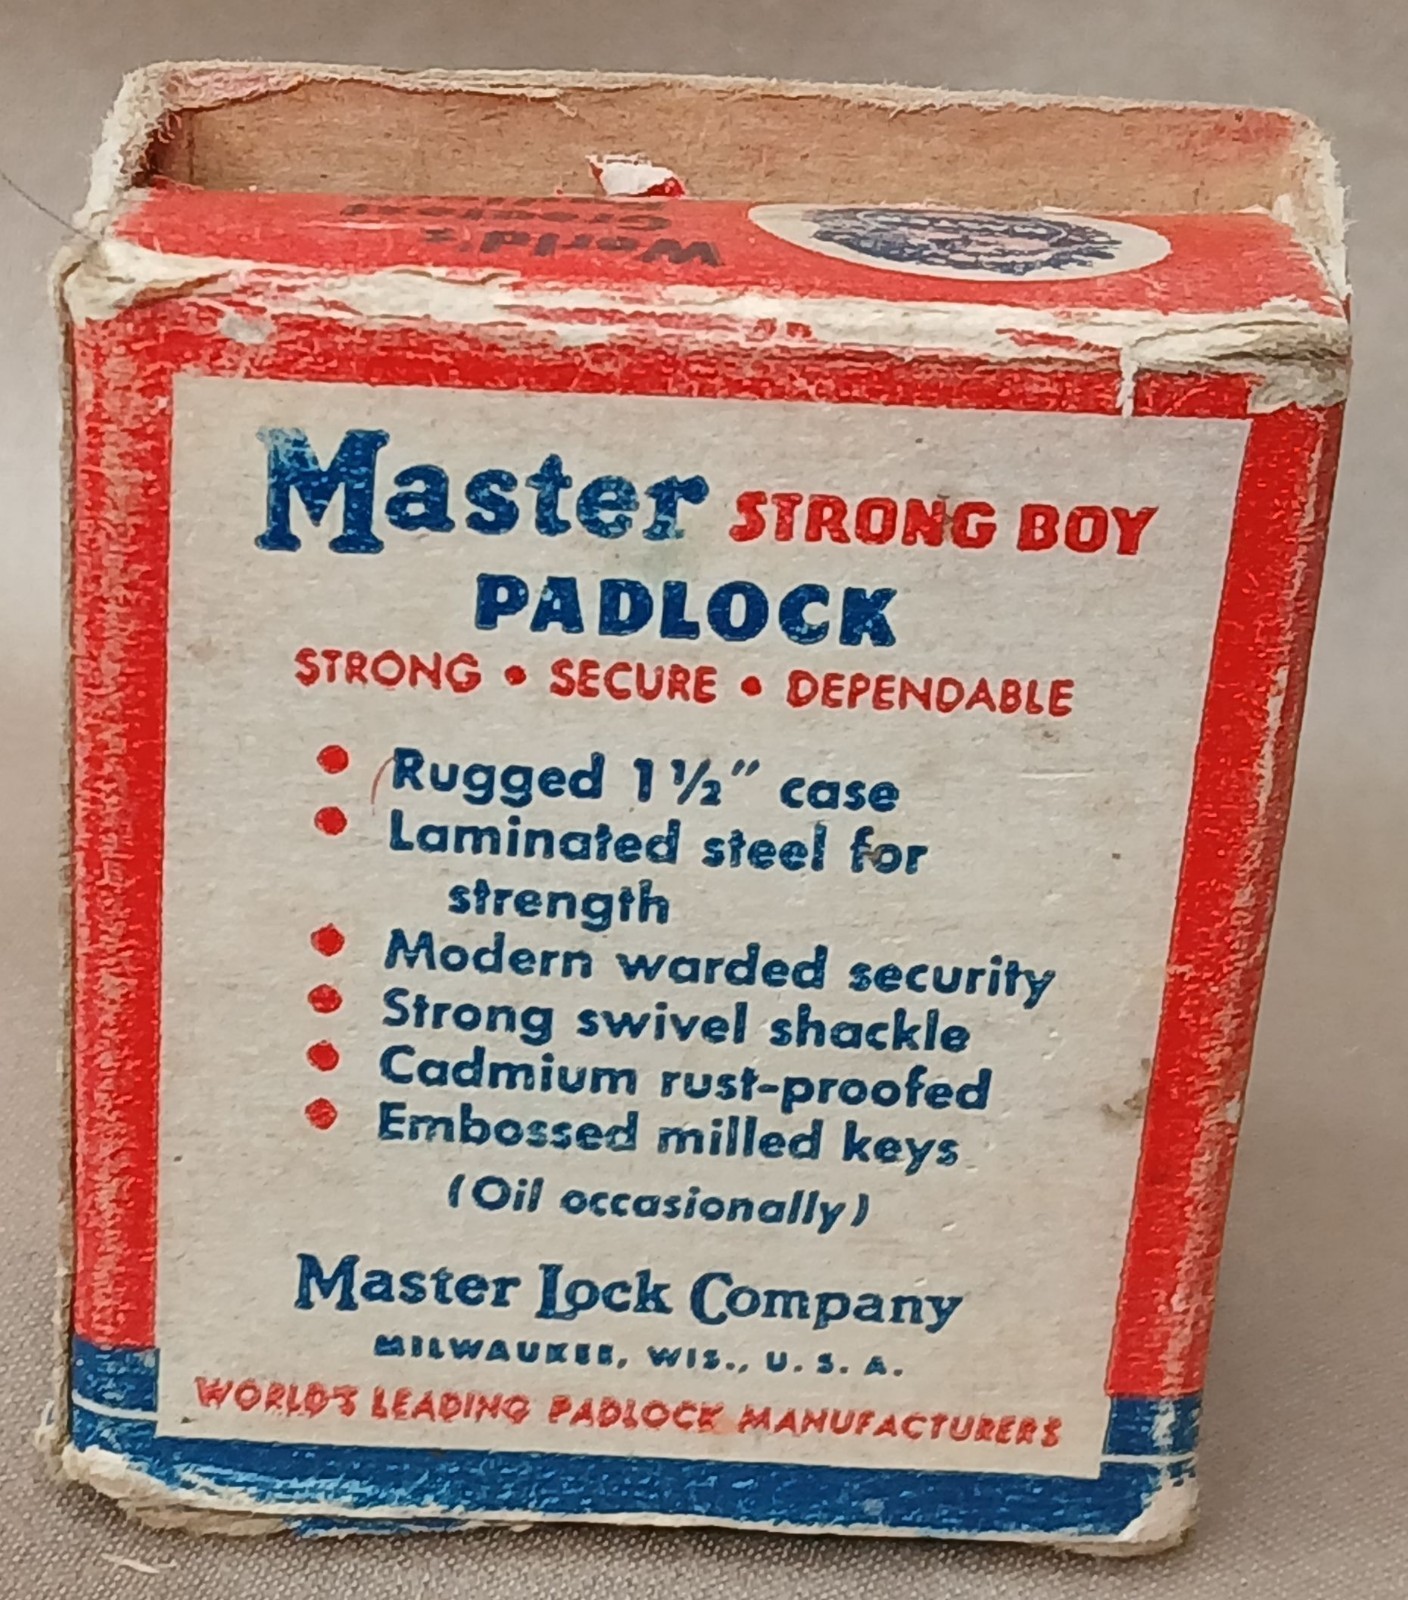 World's
Greatest
Master STRONG BOY
PADLOCK
STRONG • SECURE • DEPENDABLE
• Rugged 1½" case
• Laminated steel for
strength
• Modern warded security
• Strong swivel shackle
• Cadmium rust-proofed
• Embossed milled keys
(Oil occasionally)
Master Lock Company
MILWAUKEE, WIS., U. S. A.
WORLD'S LEADING PADLOCK MANUFACTURERS